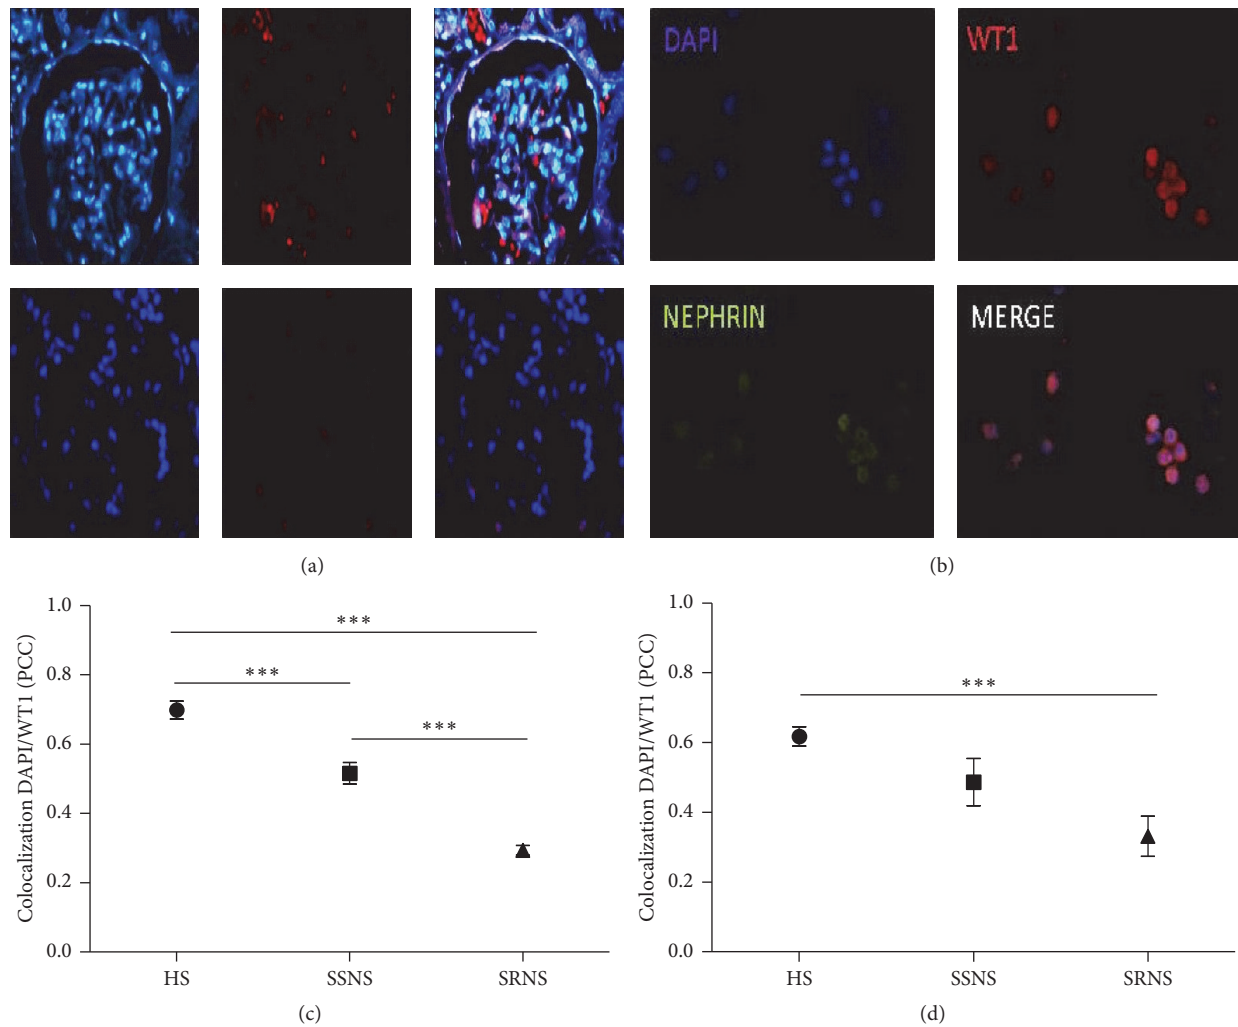 DAPI
WT1
NEPHRIN
MERGE
(a)
(b)
Colocalization DAPI/WT1 (PCC)
1.0
0.8
0.6
0.4
0.2
0.0
***
***
***
HS
SSNS
SRNS
(c)
Colocalization DAPI/WT1 (PCC)
1.0
0.8
0.6
0.4
0.2
0.0
***
HS
SSNS
SRNS
(d)